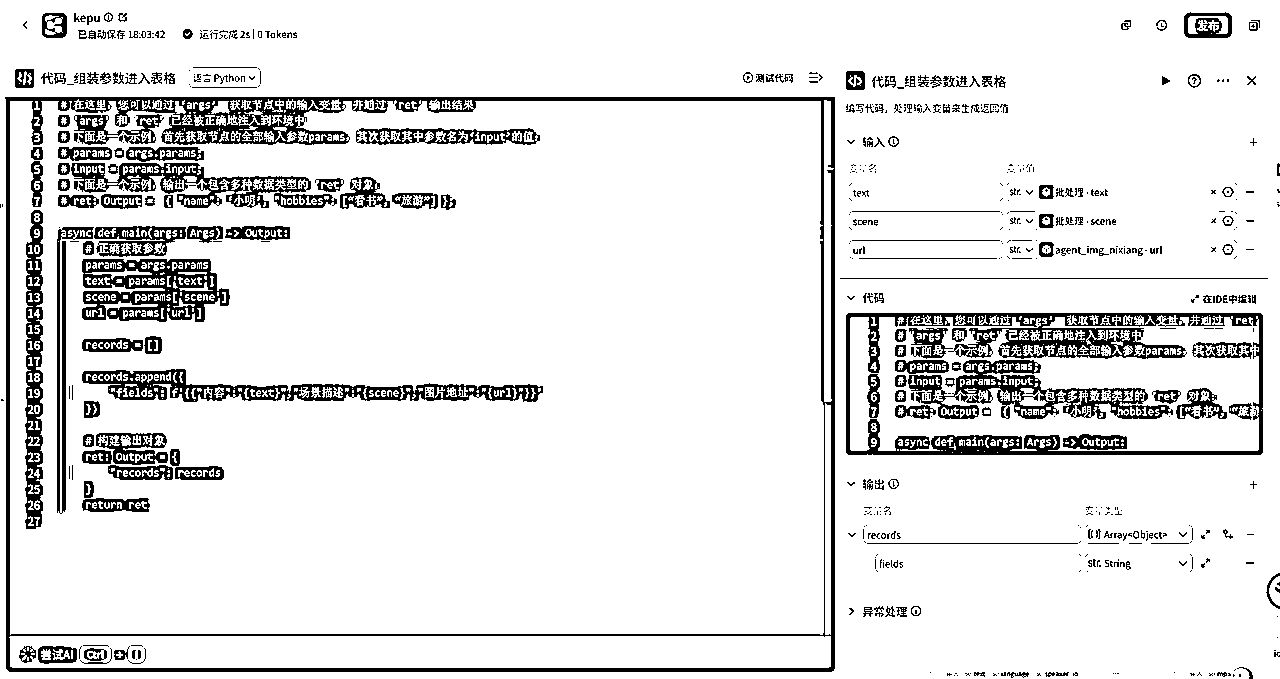 kepu
已自动保存 18:03:42 运行完成 2s | 0 Tokens
发布
代码_组装参数进入表格 语言 Python 测试代码
1 # 在这里，您可以通过 'args' 获取节点中的输入变量，并通过 'ret' 输出结果
2 # 'args' 和 'ret' 已经被正确地注入到环境中
3 # 下面是一个示例，首先获取节点的全部输入参数params，其次获取其中参数名为'input'的值：
4 # params = args.params;
5 # input = params.input;
6 # 下面是一个示例，输出一个包含多种数据类型的 'ret' 对象：
7 # ret: Output = { "name": '小明', "hobbies": ["看书", "旅游"] };
8
9 async def main(args: Args) -> Output:
10 # 正确获取参数
11 params = args.params
12 text = params['text']
13 scene = params['scene']
14 url = params['url']
15
16 records = []
17
18 records.append({
19 "fields": f'{{"内容":"{text}","场景描述":"{scene}","图片地址":"{url}"}}'
20 })
21
22 # 构建输出对象
23 ret: Output = {
24 "records": records
25 }
26 return ret
27
尝试AI Ctrl + I
代码_组装参数进入表格
编写代码，处理输入变量来生成返回值
输入
变量名 变量值
text str. 批处理 - text
scene str. 批处理 - scene
url str. agent_img_nixiang - url
代码 在IDE中编辑
1 # 在这里，您可以通过 'args' 获取节点中的输入变量，并通过 'ret'
2 # 'args' 和 'ret' 已经被正确地注入到环境中
3 # 下面是一个示例，首先获取节点的全部输入参数params，其次获取其中
4 # params = args.params;
5 # input = params.input;
6 # 下面是一个示例，输出一个包含多种数据类型的 'ret' 对象：
7 # ret: Output = { "name": '小明', "hobbies": ["看书", "旅游
8
9 async def main(args: Args) -> Output:
输出
变量名 变量类型
records [{}] Array<Object>
fields str. String
异常处理